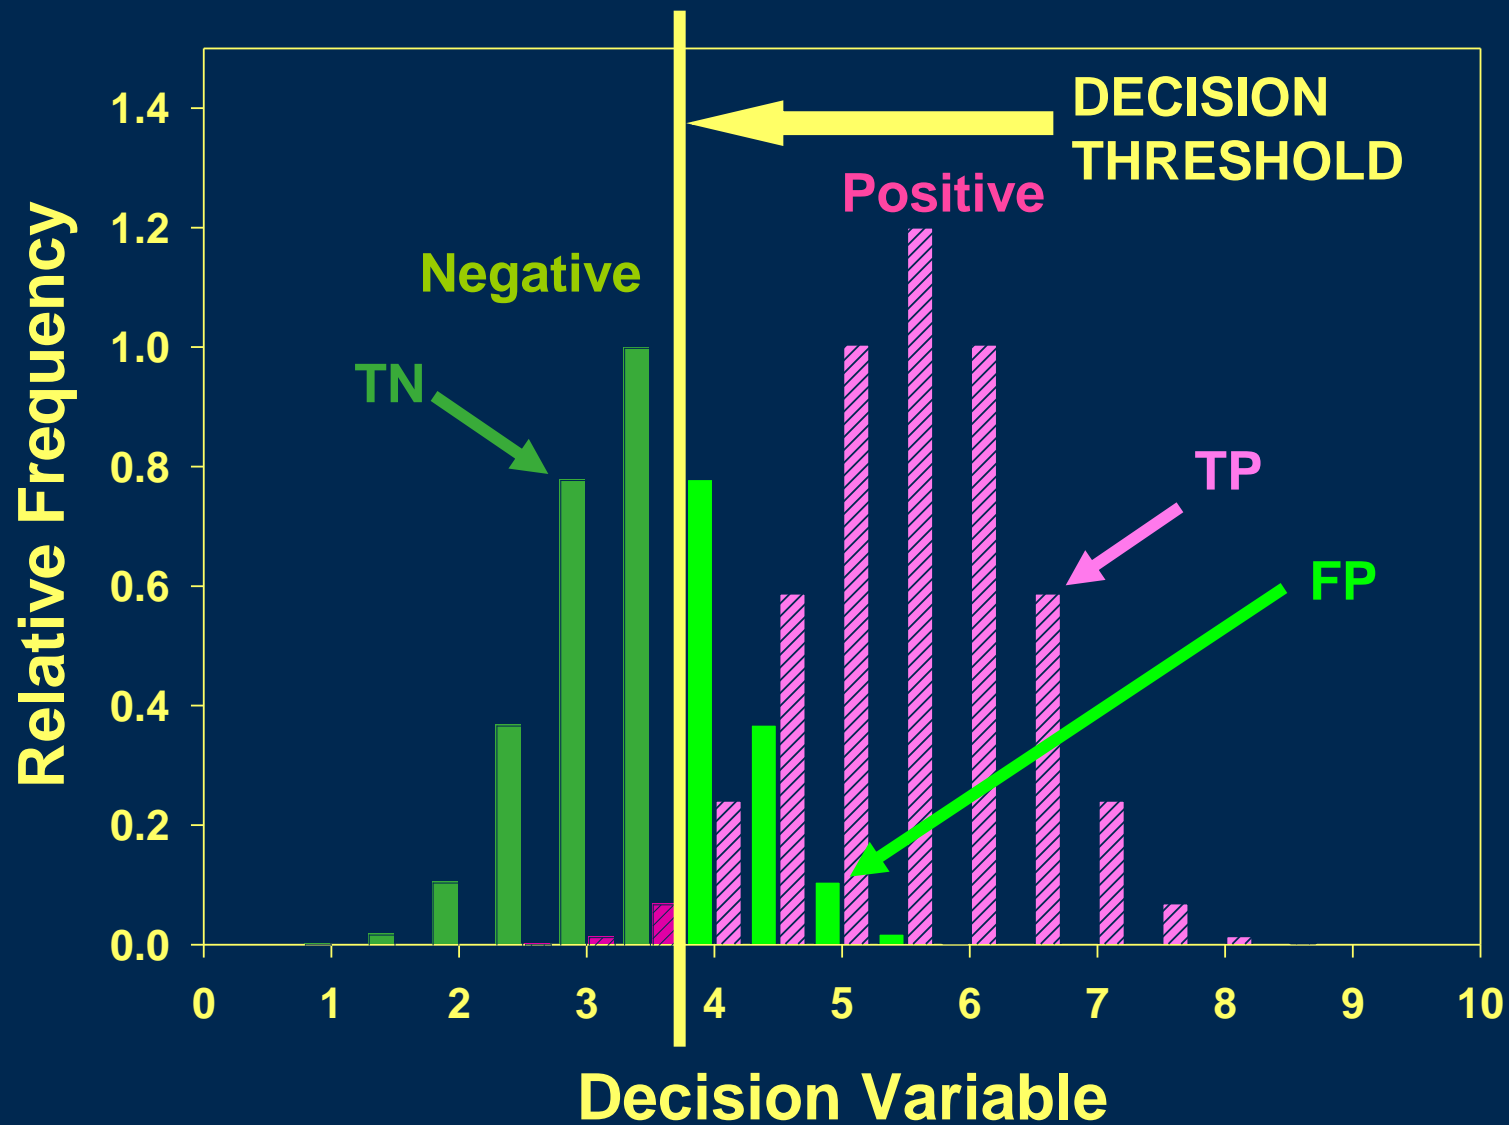 DECISION
THRESHOLD
Positive
Negative
TN
TP
FP
Relative Frequency
1.4
1.2
1.0
0.8
0.6
0.4
0.2
0.0
0 1 2 3 4 5 6 7 8 9 10
Decision Variable